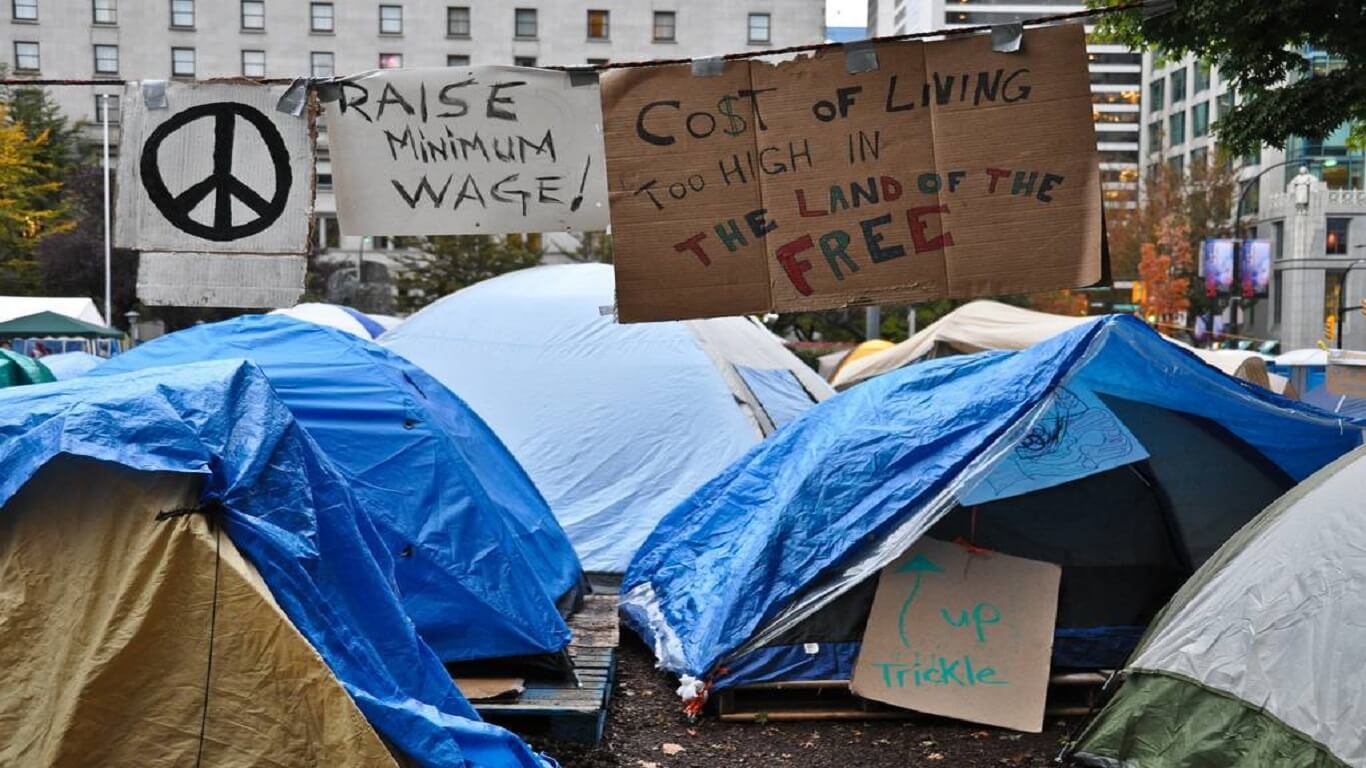 RAISE
MiNiMUM
WAGE!
CO$T OF LIVING
TOO HIGH IN
THE LAND OF THE
FREE
up
Trickle